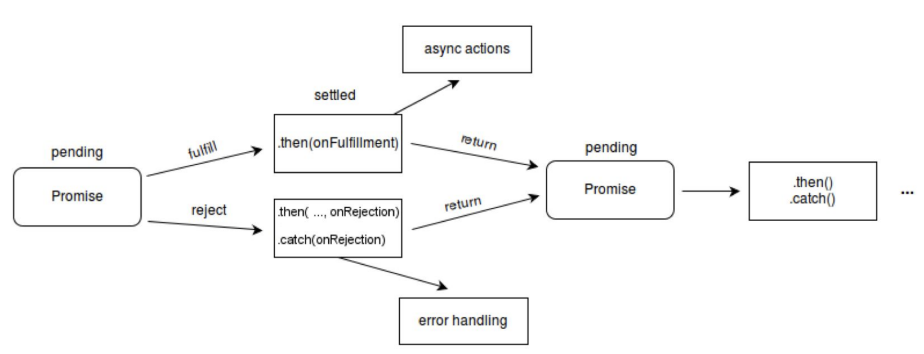 async actions
settled
pending
fulfill
.then(onFulfillment)
return
pending
Promise
reject
.then( ..., onRejection)
.catch(onRejection)
return
Promise
.then()
.catch()
...
error handling